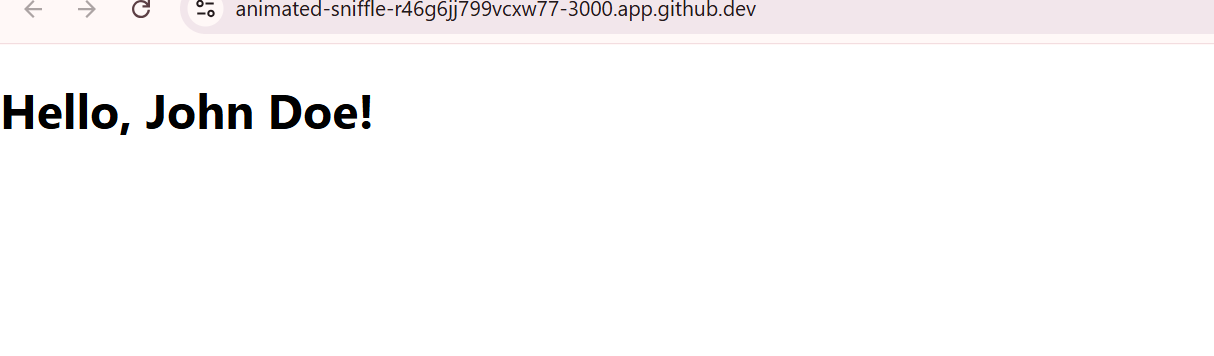 animated-sniffle-r46g6jj799vcxw77-3000.app.github.dev
Hello, John Doe!